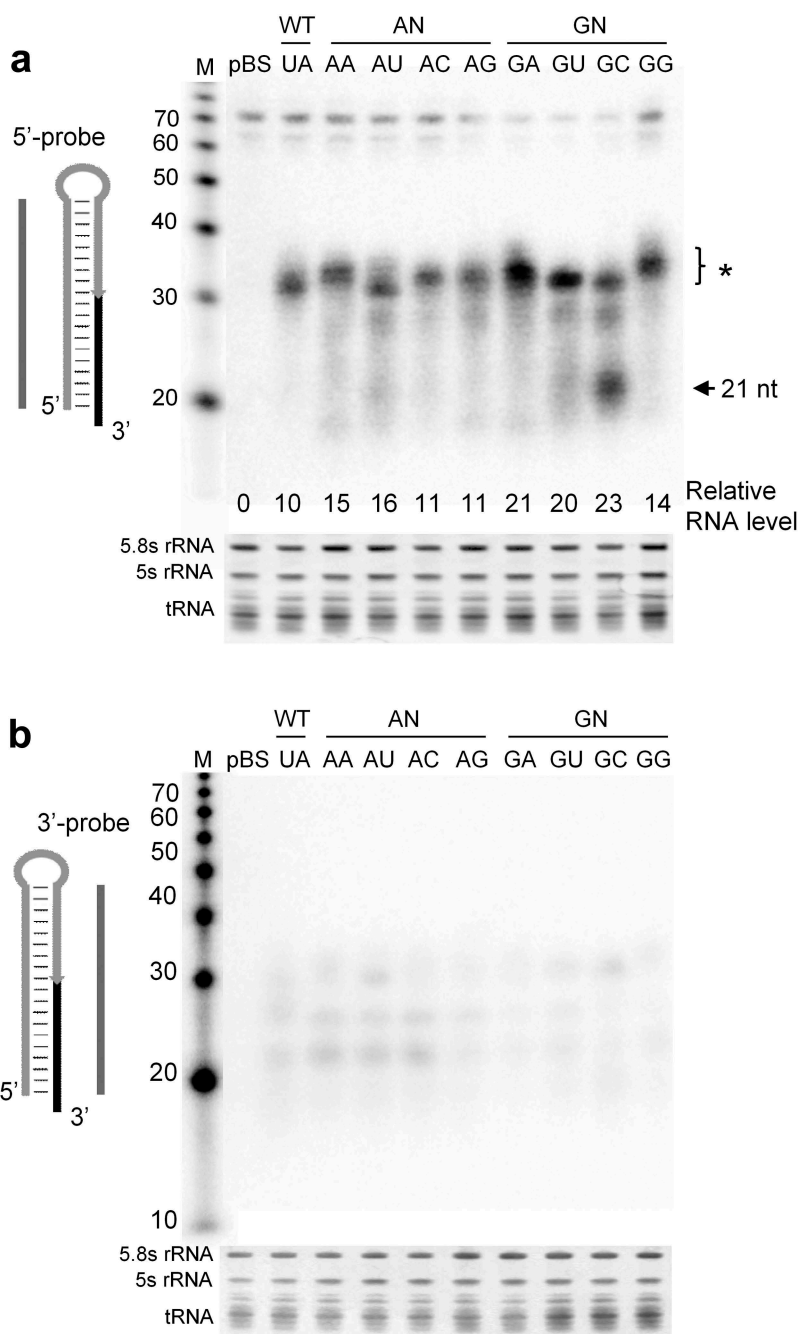 a
WT AN GN
M pBS UA AA AU AC AG GA GU GC GG
5’-probe
70
60
50
40
30
20
*
21 nt
5’
3’
0 10 15 16 11 11 21 20 23 14
Relative
RNA level
5.8s rRNA
5s rRNA
tRNA
b
WT AN GN
M pBS UA AA AU AC AG GA GU GC GG
3’-probe
70
60
50
40
30
20
10
5’
3’
5.8s rRNA
5s rRNA
tRNA